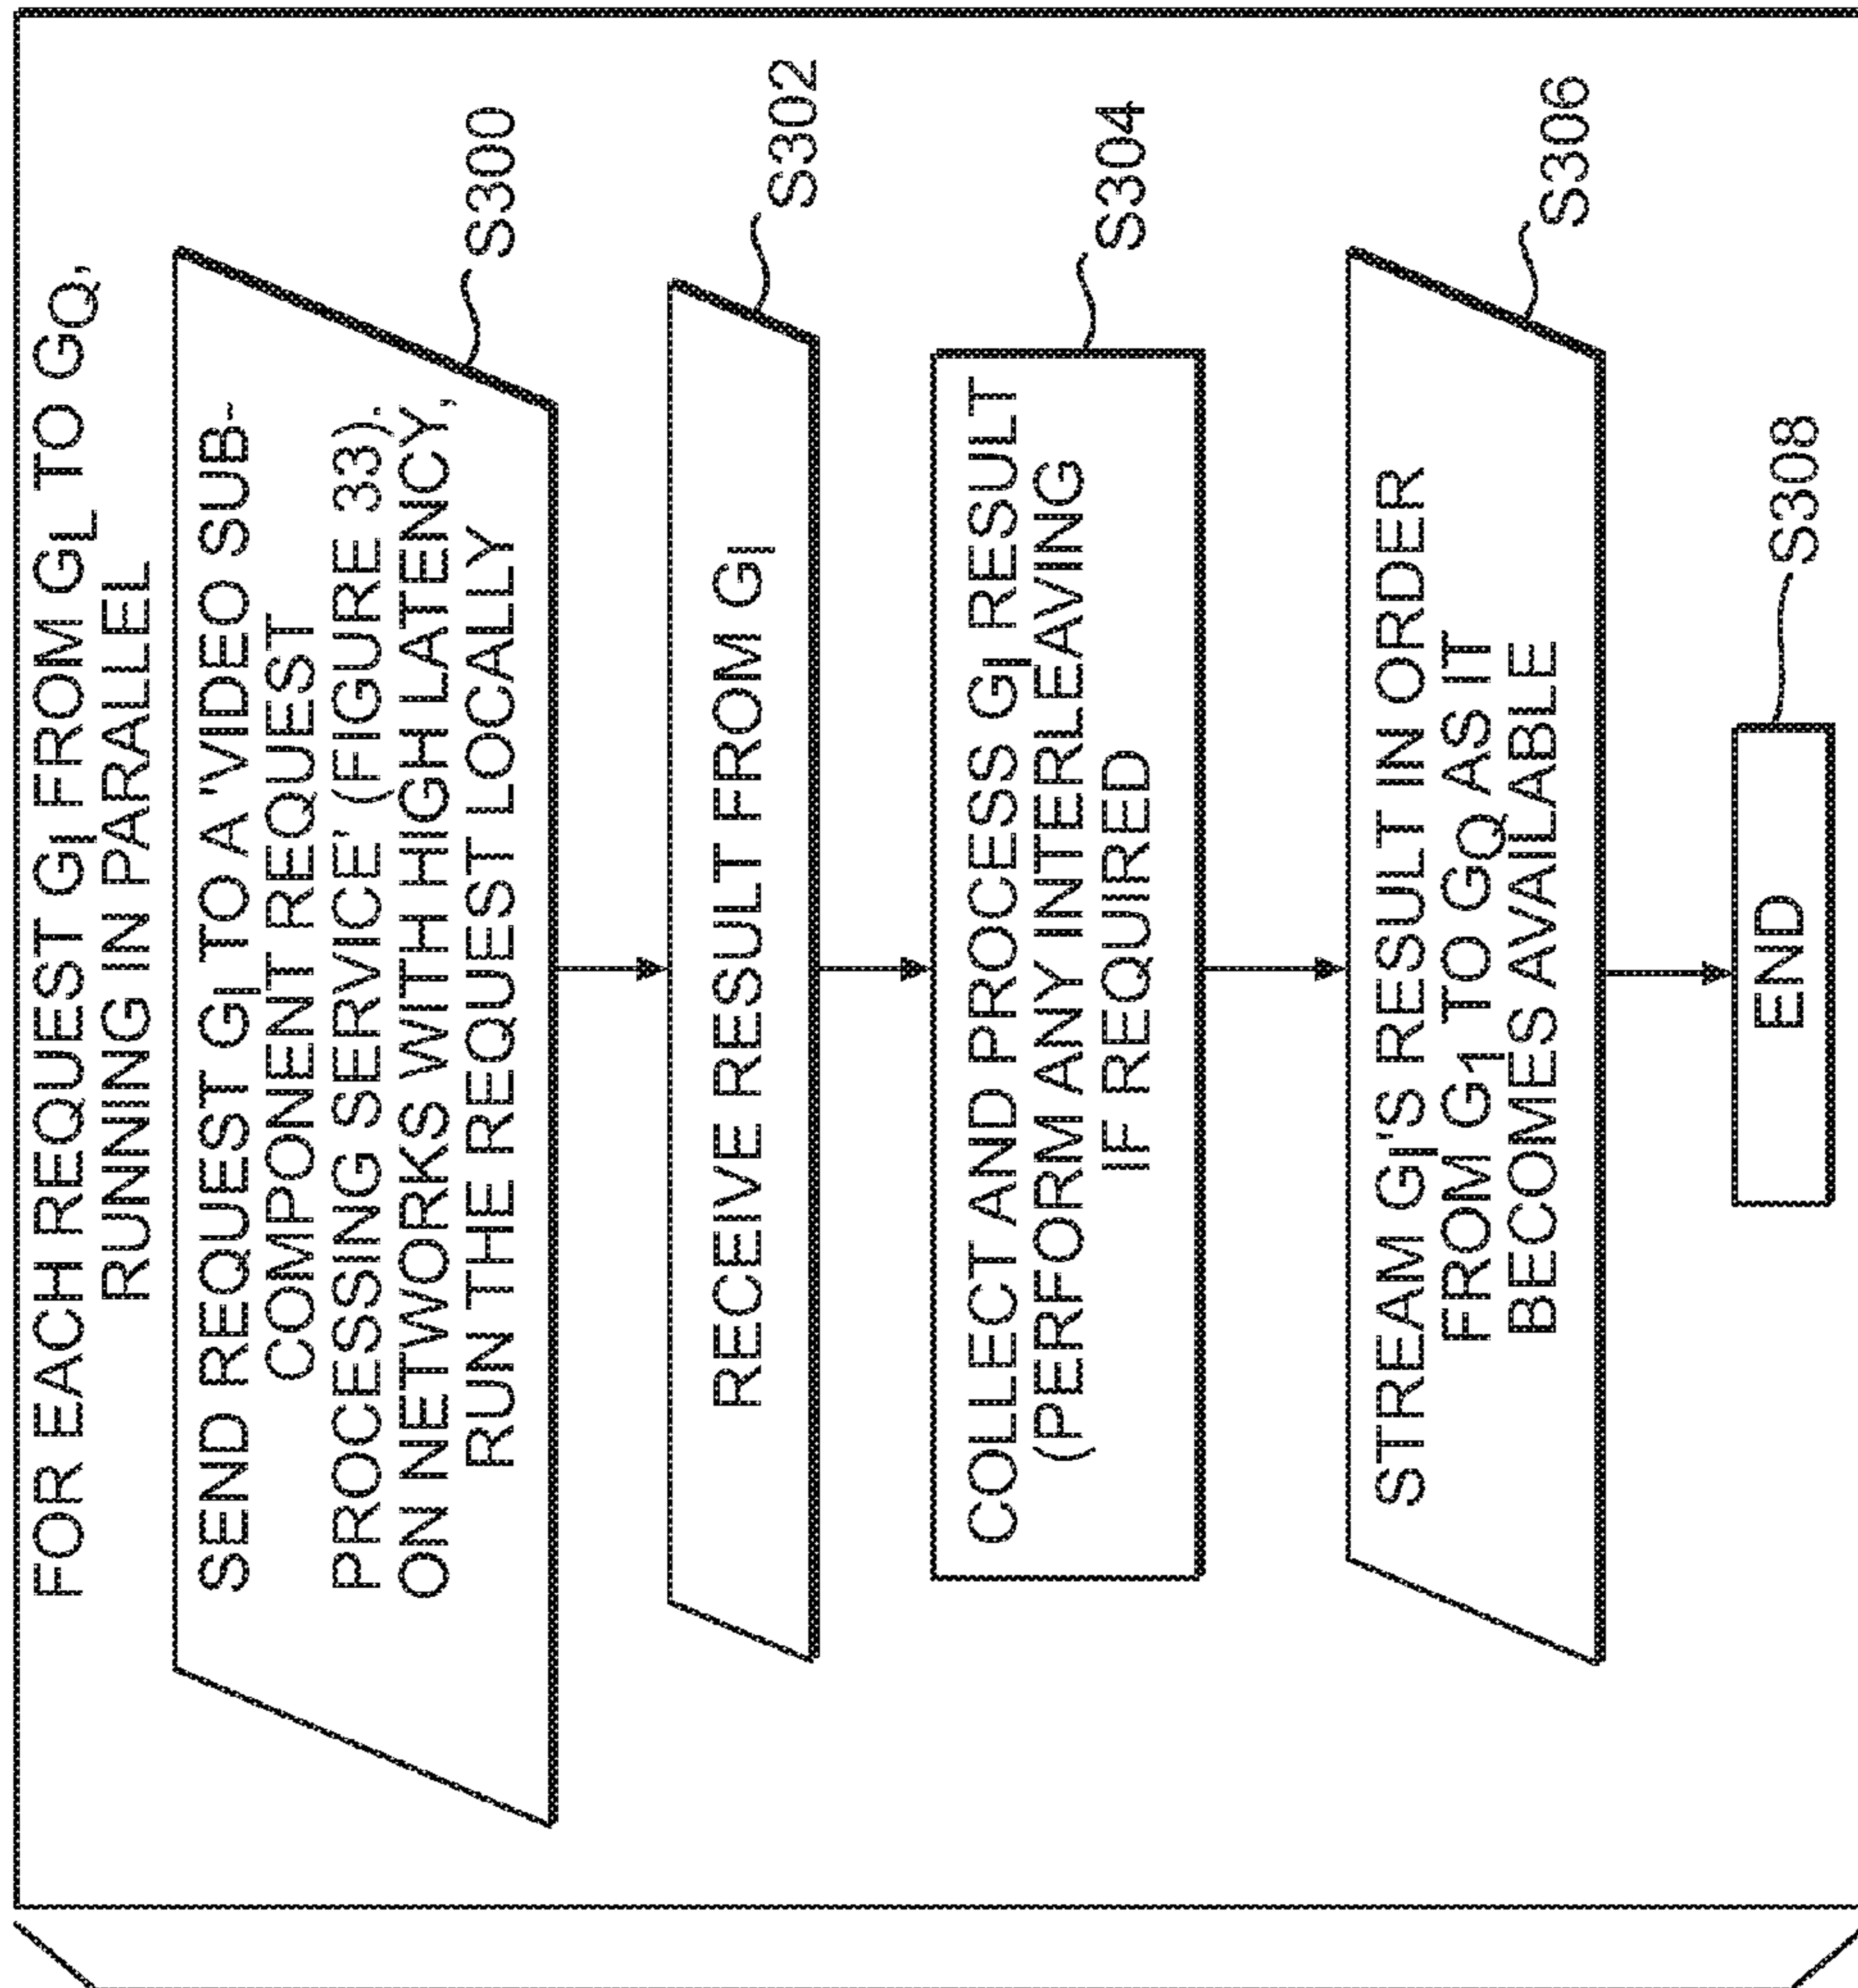 FOR EACH REQUEST GI FROM GL TO GQ,
RUNNING IN PARALLEL
SEND REQUEST GI TO A 'VIDEO SUB-
COMPONENT REQUEST
PROCESSING SERVICE' (FIGURE 33).
ON NETWORKS WITH HIGH LATENCY,
RUN THE REQUEST LOCALLY
S300
RECEIVE RESULT FROM GI
S302
COLLECT AND PROCESS GI RESULT
(PERFORM ANY INTERLEAVING
IF REQUIRED
S304
STREAM GI'S RESULT IN ORDER
FROM G1 TO GQ AS IT
BECOMES AVAILABLE
S306
END
S308